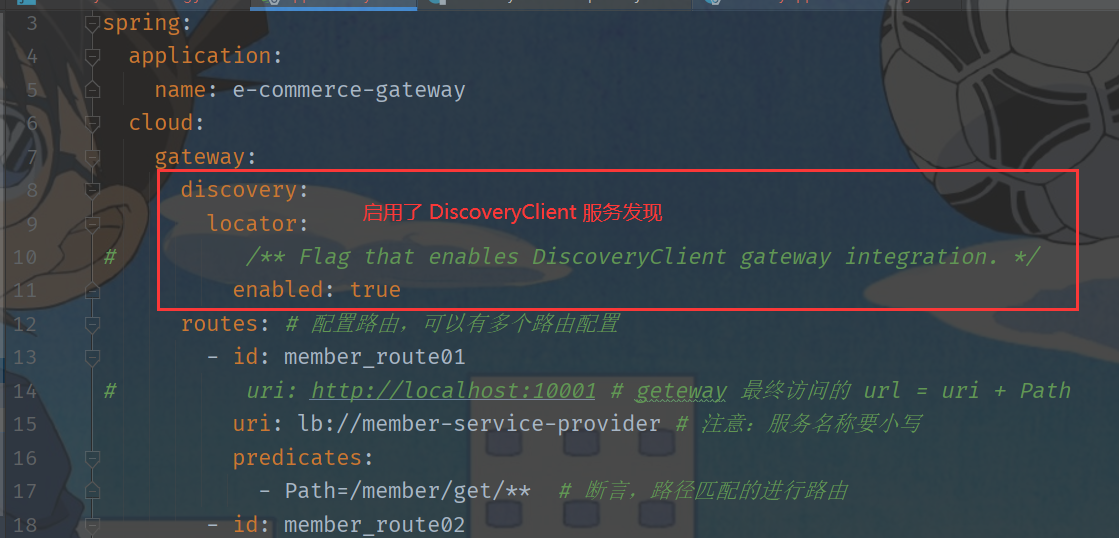 3 spring:
4 application:
5 name: e-commerce-gateway
6 cloud:
7 gateway:
8 discovery:
启用了 DiscoveryClient 服务发现
9 locator:
10 # /** Flag that enables DiscoveryClient gateway integration. */
11 enabled: true
12 routes: # 配置路由，可以有多个路由配置
13 - id: member_route01
14 # uri: http://localhost:10001 # geteway 最终访问的 url = uri + Path
15 uri: lb://member-service-provider # 注意：服务名称要小写
16 predicates:
17 - Path=/member/get/** # 断言，路径匹配的进行路由
18 - id: member_route02